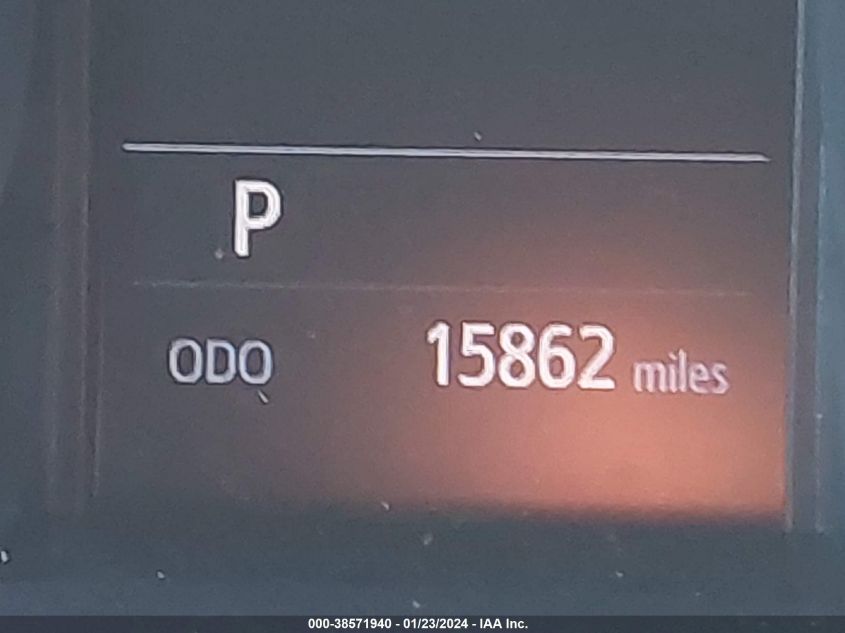 P
ODO 15862 miles
000-38571940 - 01/23/2024 - IAA Inc.